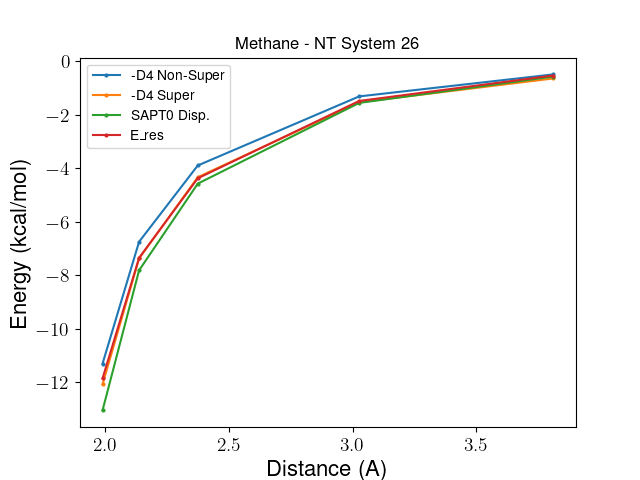 Methane - NT System 26
-D4 Non-Super
-D4 Super
SAPT0 Disp.
E_res
Energy (kcal/mol)
0
−2
−4
−6
−8
−10
−12
2.0 2.5 3.0 3.5
Distance (A)